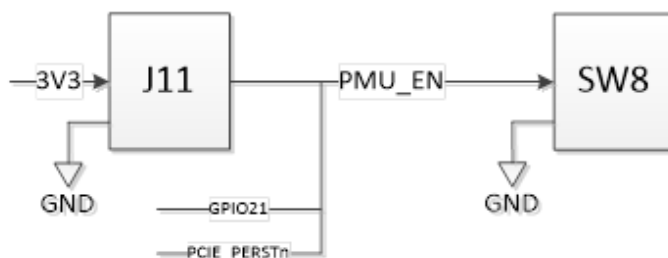 3V3
J11
PMU_EN
SW8
GND
GND
GPIO21
PCIE_PERSTn